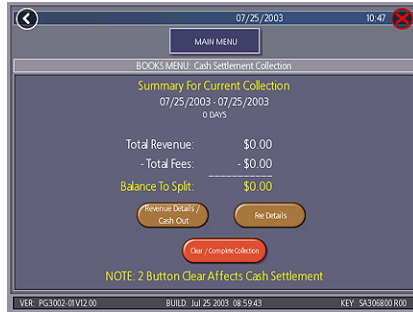 07/25/2003 10:47
MAIN MENU
BOOKS MENU: Cash Settlement Collection
Summary For Current Collection
07/25/2003 - 07/25/2003
0 DAYS
Total Revenue: $0.00
- Total Fees: - $0.00
Balance To Split: $0.00
Revenue Details / Cash Out
Fee Details
Clear / Complete Collection
NOTE: 2 Button Clear Affects Cash Settlement
VER: PG3002-01V12.00 BUILD: Jul 25 2003 08:59:43 KEY: SA306800 R00